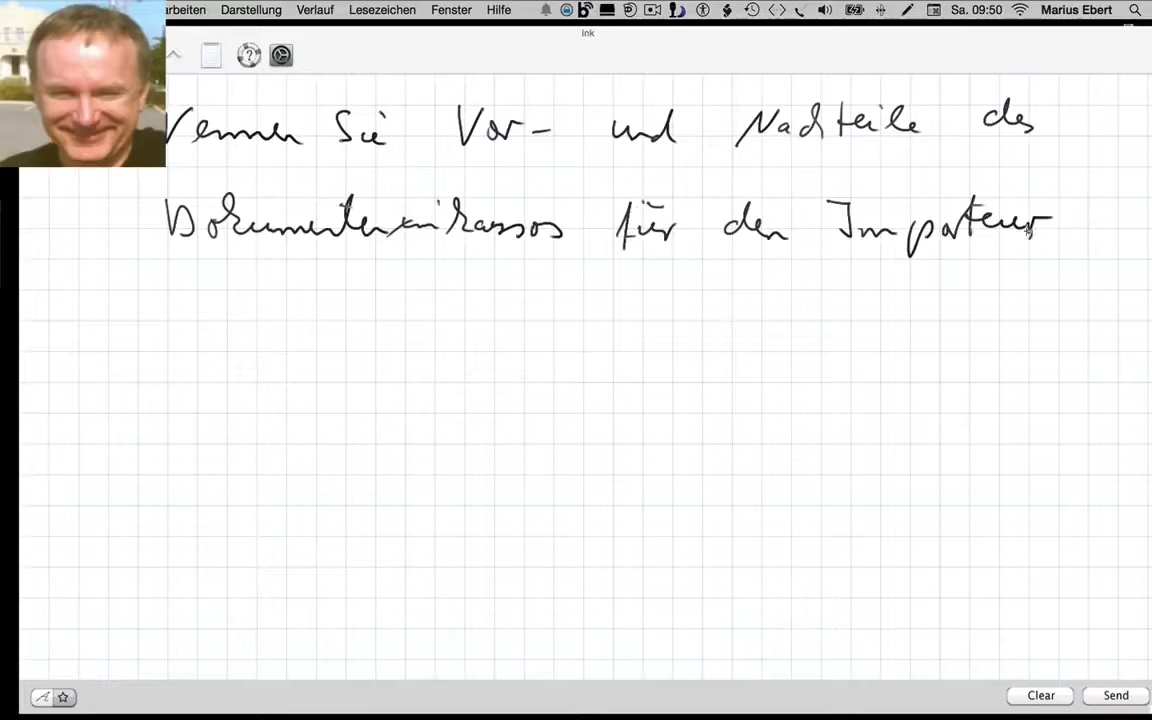 arbeiten Darstellung Verlauf Lesezeichen Fenster Hilfe Sa. 09:50 Marius Ebert
Ink
Nennen Sie Vor- und Nachteile des
Dokumenteninkassos für den Importeur
Clear Send